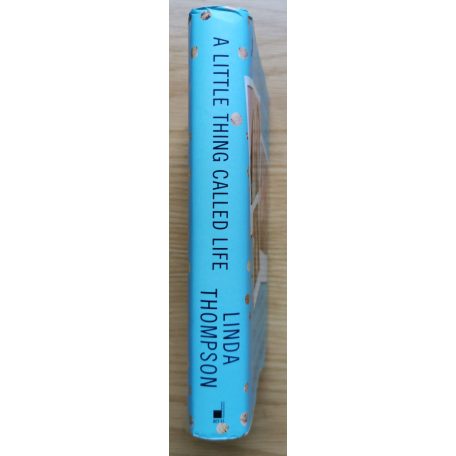 A LITTLE THING CALLED LIFE
LINDA
THOMPSON